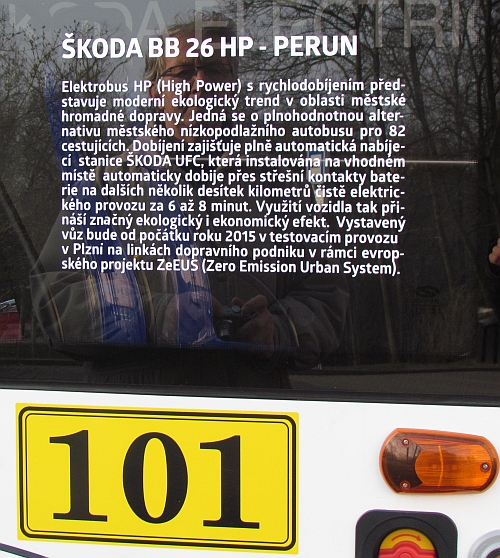 ŠKODA ELECTRIC
ŠKODA BB 26 HP - PERUN
Elektrobus HP (High Power) s rychlodobíjením před-
stavuje moderní ekologický trend v oblasti městské
hromadné dopravy. Jedná se o plnohodnotnou alter-
nativu městského nízkopodlažního autobusu pro 82
cestujících. Dobíjení zajišťuje plně automatická nabíje-
cí stanice ŠKODA UFC, která instalována na vhodném
místě automaticky dobije přes střešní kontakty bate-
rie na dalších několik desítek kilometrů čistě elektric-
kého provozu za 6 až 8 minut. Využití vozidla tak při-
náší značný ekologický i ekonomický efekt. Vystavený
vůz bude od počátku roku 2015 v testovacím provozu
v Plzni na linkách dopravního podniku v rámci evrop-
ského projektu ZeEUS (Zero Emission Urban System).
101